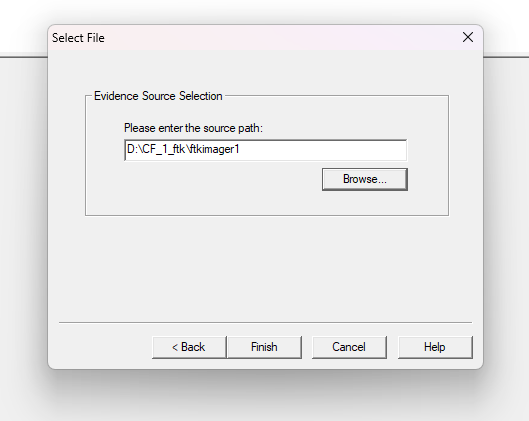 Select File
Evidence Source Selection
Please enter the source path:
D:\CF_1_ftk\ftkimager1
Browse...
< Back
Finish
Cancel
Help